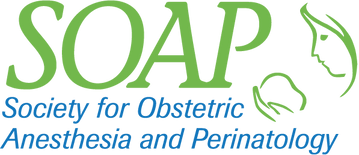 SOAP
Society for Obstetric
Anesthesia and Perinatology